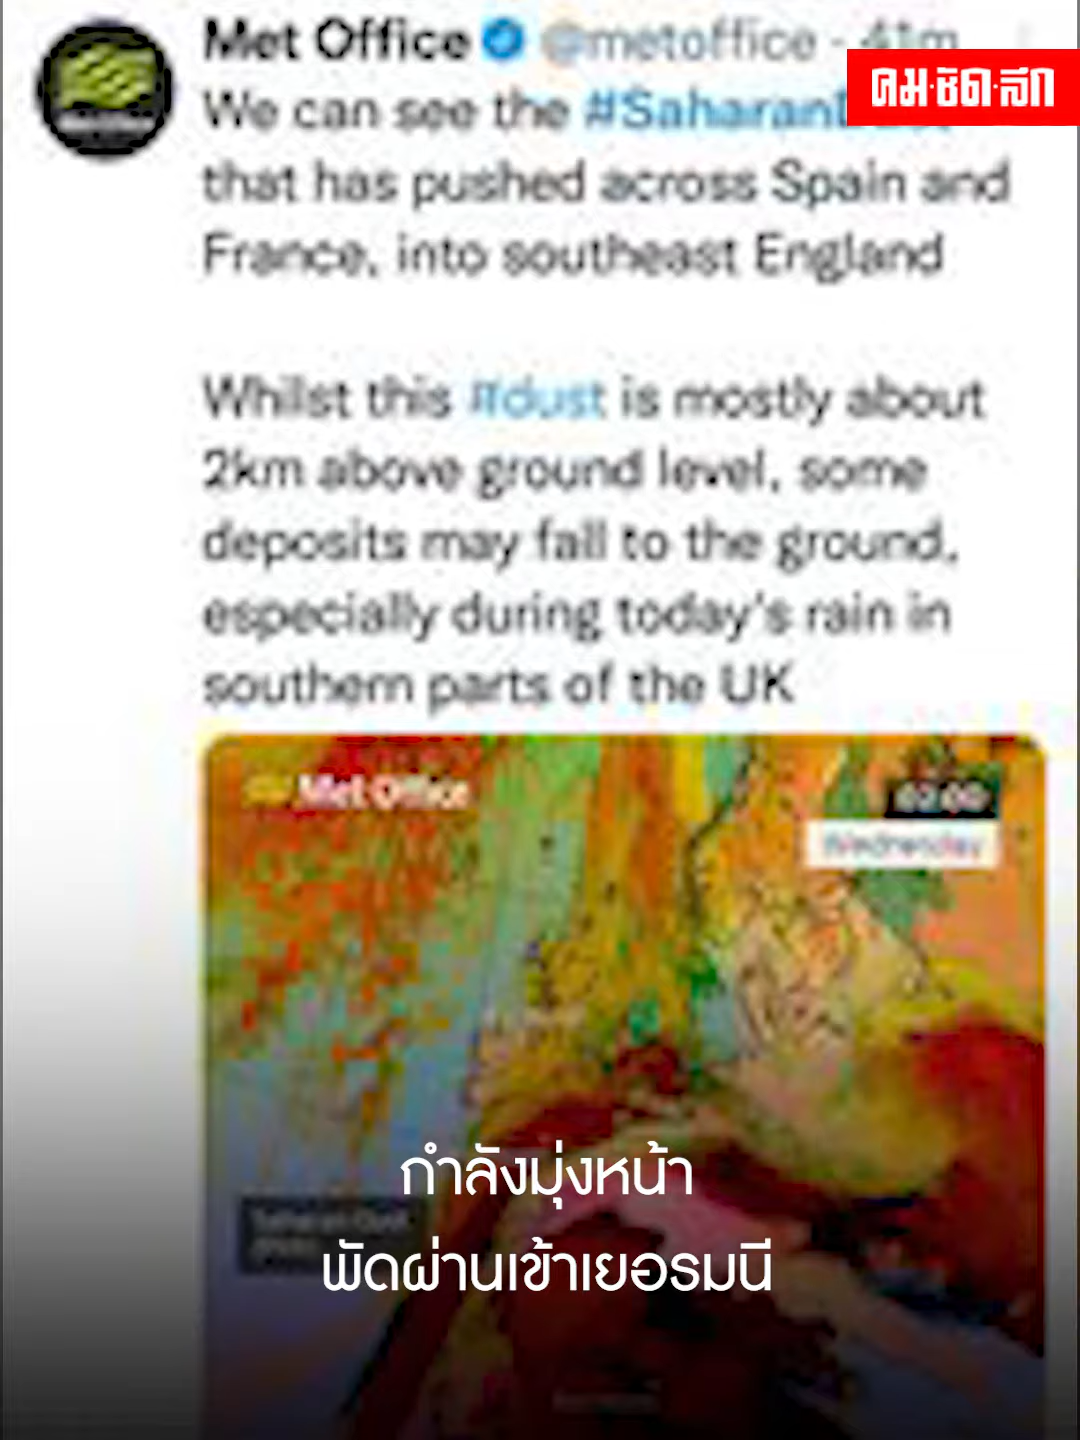 Met Office @metoffice · 41m
คม·ชัด·ลึก
We can see the
that has pushed across Spain and
France, into southeast England
Whilst this #dust is mostly about
2km above ground level, some
deposits may fall to the ground,
especially during today's rain in
southern parts of the UK
Met Office
Wednesday
กำลังมุ่งหน้า
พัดผ่านเข้าเยอรมนี